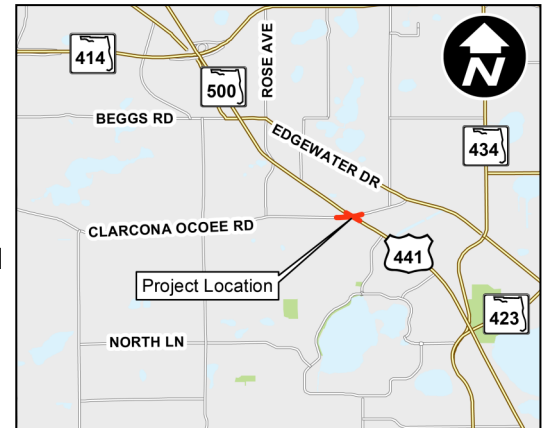 414
500
ROSE AVE
N
BEGGS RD
EDGEWATER DR
434
CLARCONA OCOEE RD
441
Project Location
423
NORTH LN